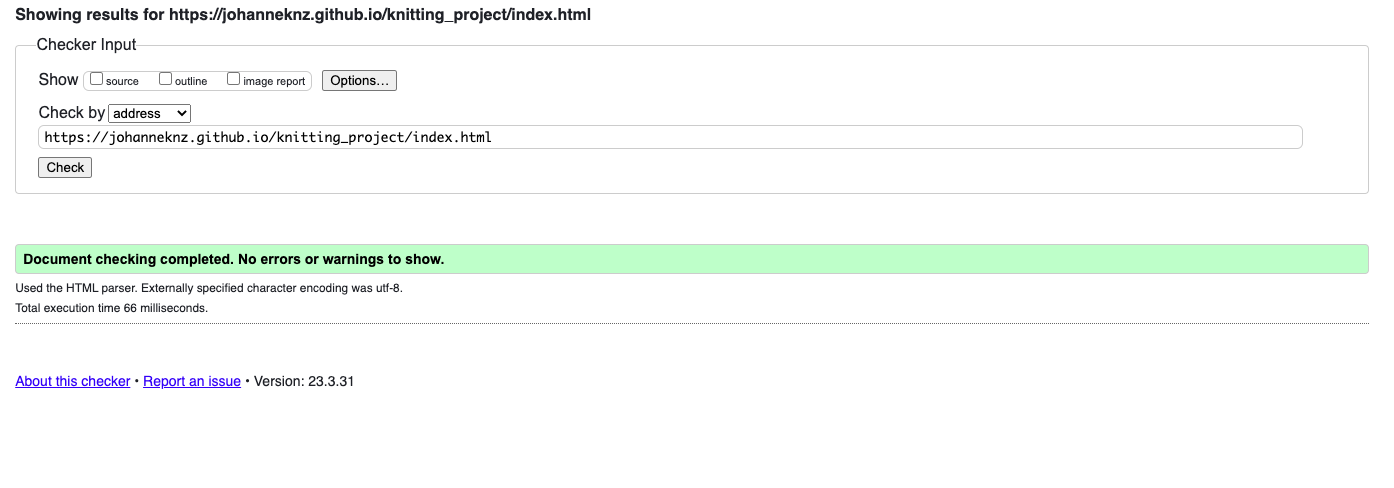 Showing results for https://johanneknz.github.io/knitting_project/index.html
Checker Input
Show source outline image report Options...
Check by address
https://johanneknz.github.io/knitting_project/index.html
Check
Document checking completed. No errors or warnings to show.
Used the HTML parser. Externally specified character encoding was utf-8.
Total execution time 66 milliseconds.
About this checker • Report an issue • Version: 23.3.31